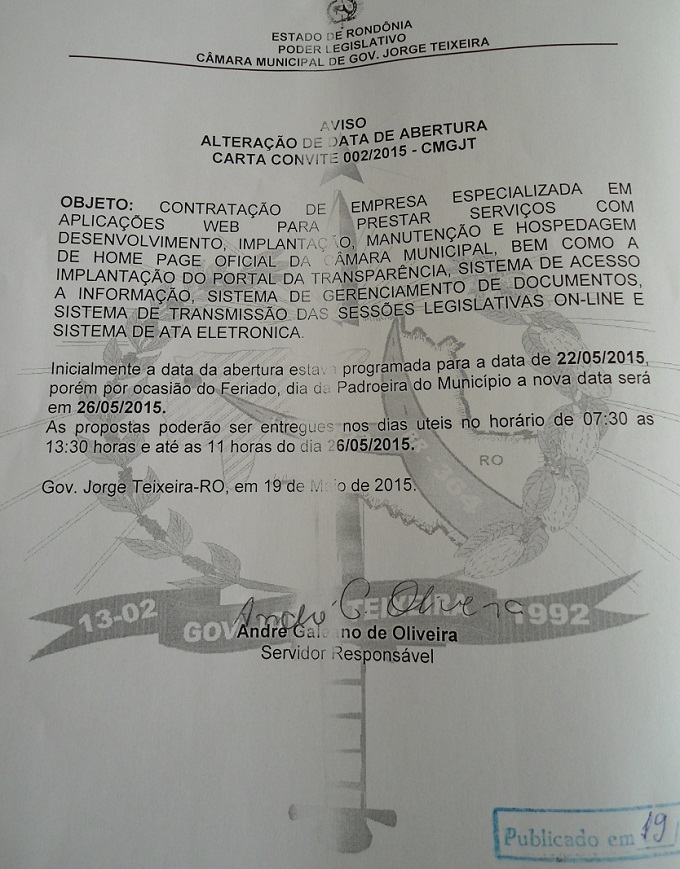 ESTADO DE RONDÔNIA
PODER LEGISLATIVO
CÂMARA MUNICIPAL DE GOV. JORGE TEIXEIRA
AVISO
ALTERAÇÃO DE DATA DE ABERTURA
CARTA CONVITE 002/2015 - CMGJT
OBJETO: CONTRATAÇÃO DE EMPRESA ESPECIALIZADA EM
APLICAÇÕES WEB PARA PRESTAR SERVIÇOS COM
DESENVOLVIMENTO, IMPLANTAÇÃO, MANUTENÇÃO E HOSPEDAGEM
DE HOME PAGE OFICIAL DA CÂMARA MUNICIPAL, BEM COMO A
IMPLANTAÇÃO DO PORTAL DA TRANSPARÊNCIA, SISTEMA DE ACESSO
A INFORMAÇÃO, SISTEMA DE GERENCIAMENTO DE DOCUMENTOS,
SISTEMA DE TRANSMISSÃO DAS SESSÕES LEGISLATIVAS ON-LINE E
SISTEMA DE ATA ELETRONICA.
Inicialmente a data da abertura estava programada para a data de 22/05/2015,
porém por ocasião do Feriado, dia da Padroeira do Município a nova data será
em 26/05/2015.
As propostas poderão ser entregues nos dias uteis no horário de 07:30 as
13:30 horas e até as 11 horas do dia 26/05/2015.
BR 364
RO
Gov. Jorge Teixeira-RO, em 19 de Maio de 2015.
André G. Oliveira
13-02 GOV. TEIXEIRA 1992
Andre Galeano de Oliveira
Servidor Responsável
Publicado em 19/